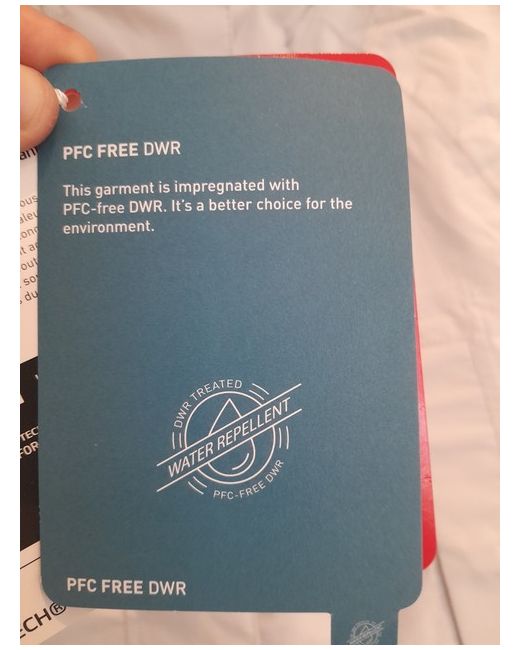 PFC FREE DWR
This garment is impregnated with
PFC-free DWR. It's a better choice for the
environment.
DWR TREATED
WATER REPELLENT
PFC-FREE DWR
PFC FREE DWR
ECH®